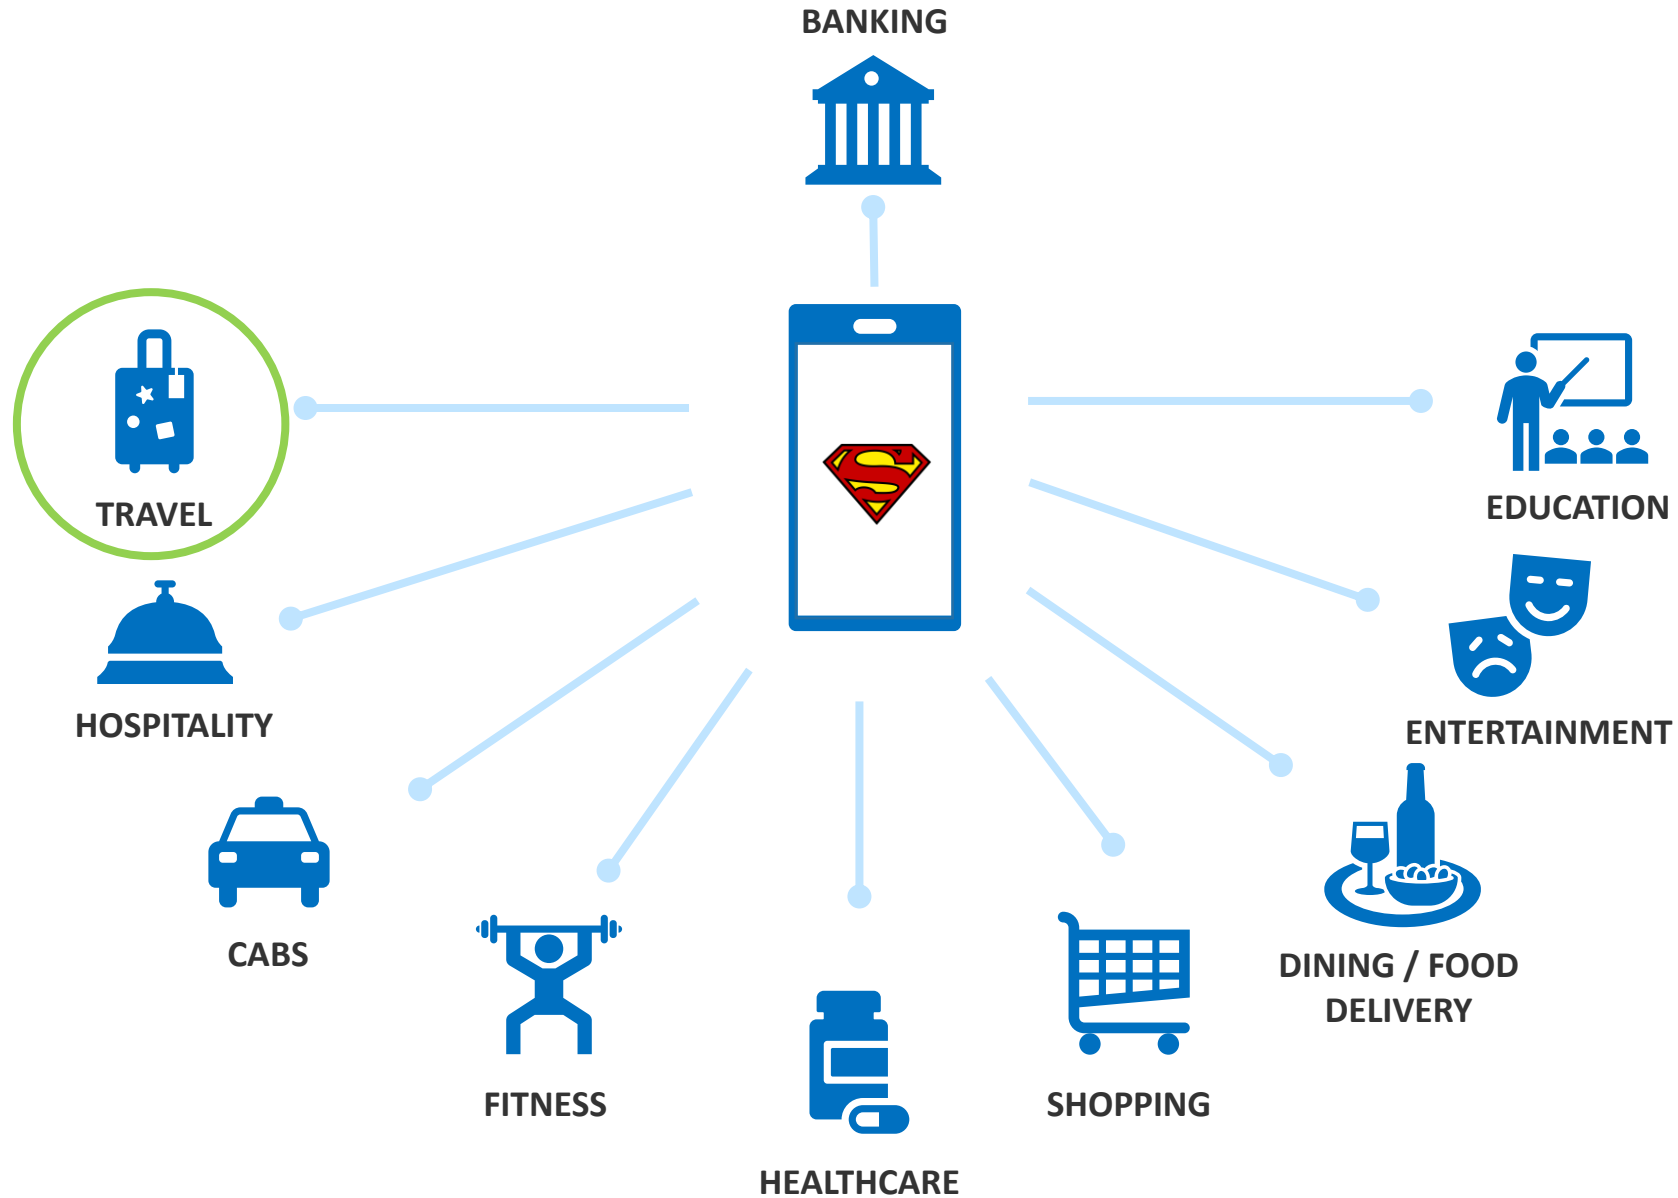 BANKING
TRAVEL
EDUCATION
HOSPITALITY
ENTERTAINMENT
CABS
DINING / FOOD
DELIVERY
FITNESS
SHOPPING
HEALTHCARE
S